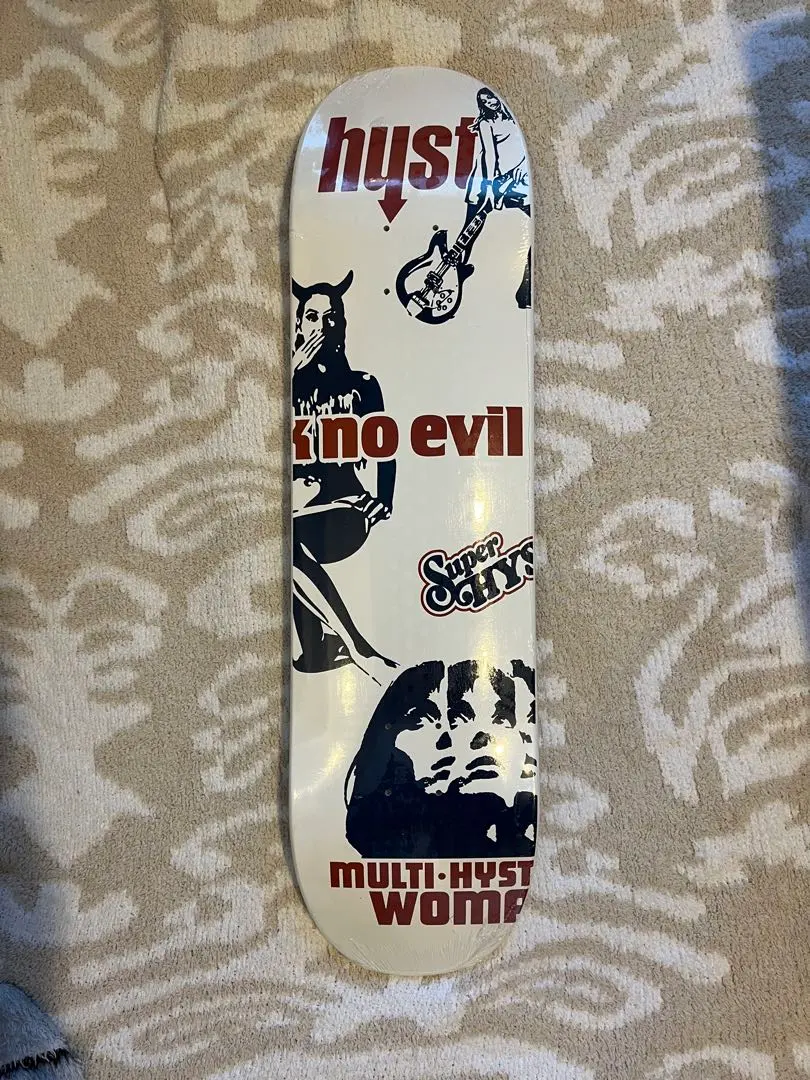 hyst
k no evil
Super
HYS
MULTI·HYST
WOMA